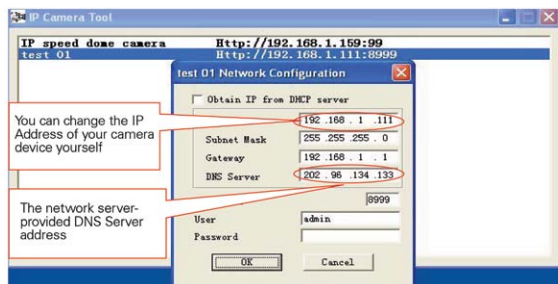 IP Camera Tool
IP speed dome camera Http://192.168.1.159:99
test 01 Http://192.168.1.111:8999
test 01 Network Configuration
Obtain IP from DMCP server
192 .168 . 1 .111
Subnet Mask 255 .255 .255 . 0
Gateway 192 .168 . 1 . 1
DNS Server 202 . 96 .134 .133
8999
User admin
Password
OK Cancel
You can change the IP
Address of your camera
device yourself
The network server-
provided DNS Server
address